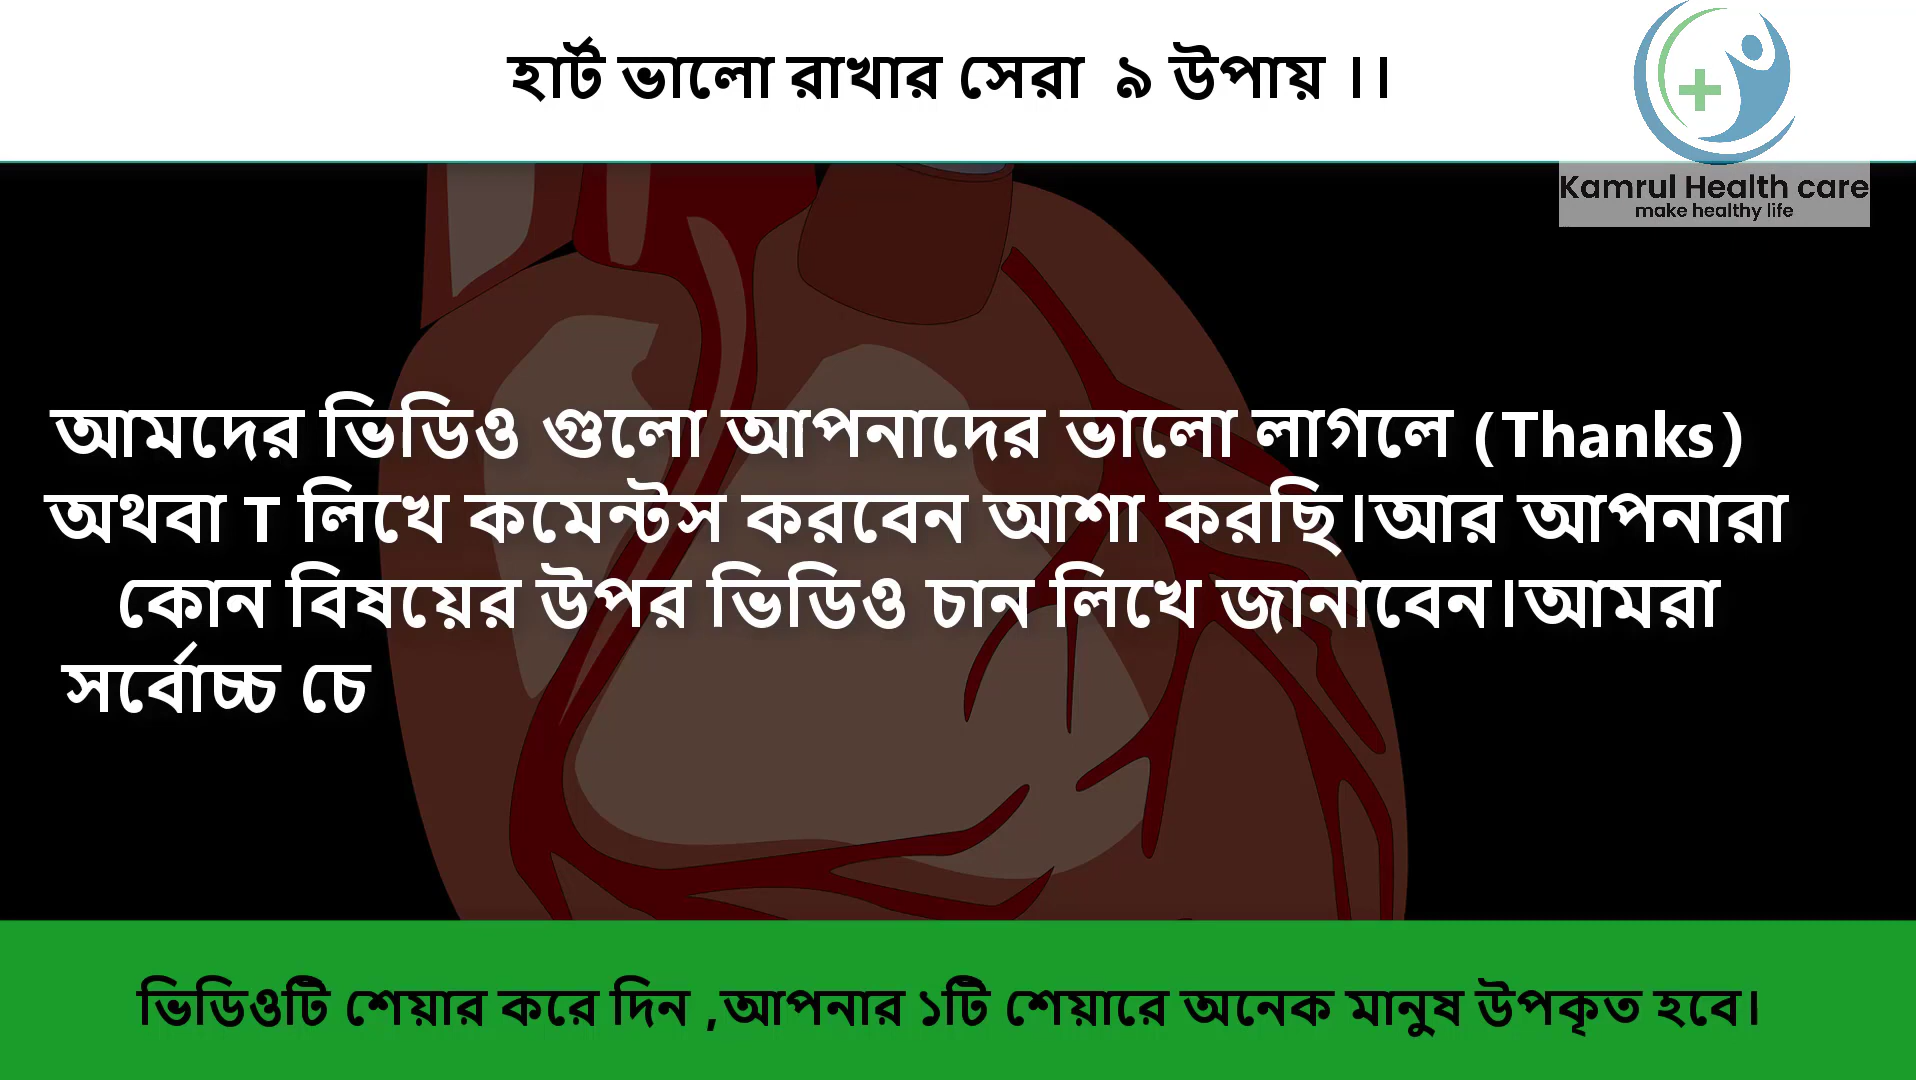 হার্ট ভালো রাখার সেরা ৯ উপায় ।।
Kamrul Health care
make healthy life
আমদের ভিডিও গুলো আপনাদের ভালো লাগলে (Thanks)
অথবা T লিখে কমেন্টস করবেন আশা করছি।আর আপনারা
কোন বিষয়ের উপর ভিডিও চান লিখে জানাবেন।আমরা
সর্বোচ্চ চে
ভিডিওটি শেয়ার করে দিন ,আপনার ১টি শেয়ারে অনেক মানুষ উপকৃত হবে।